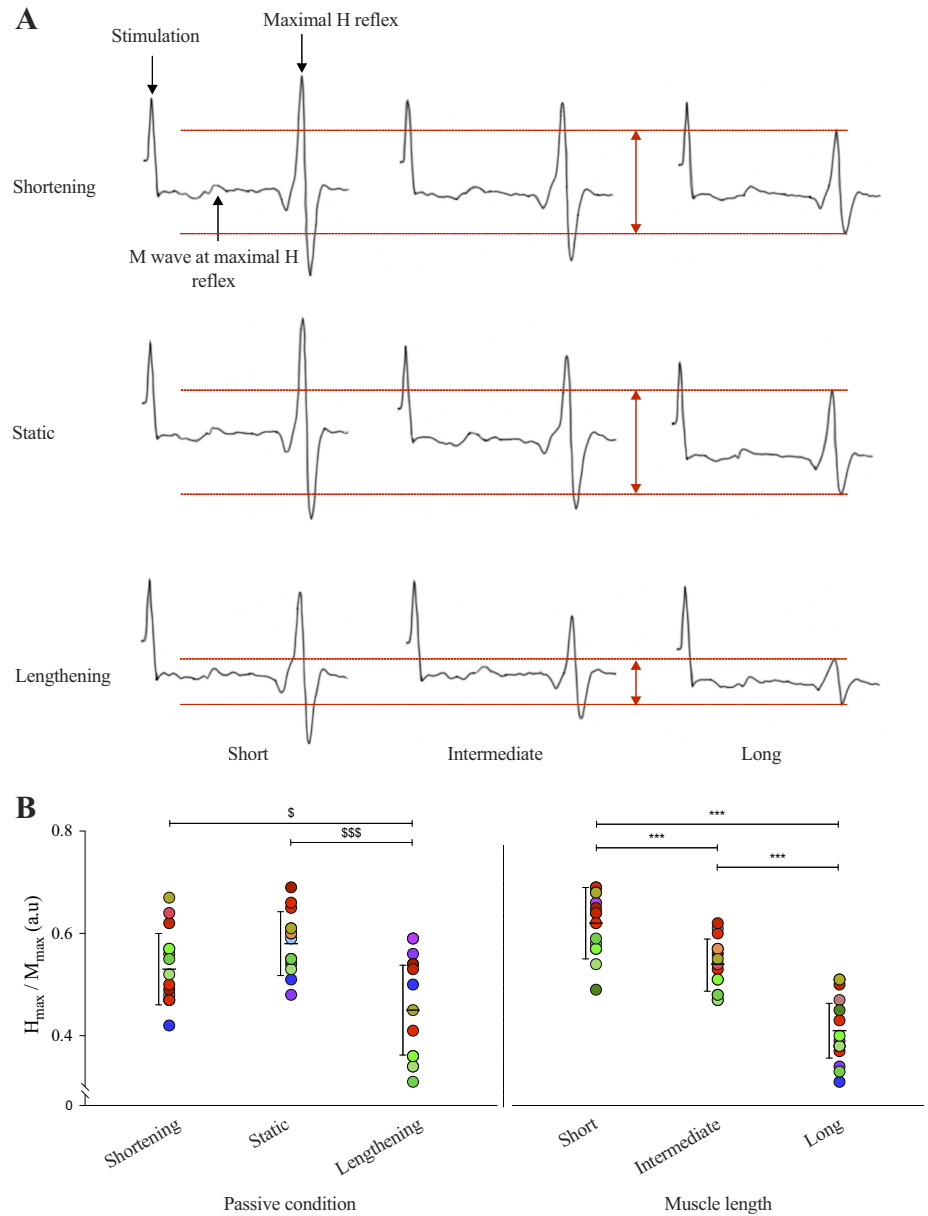 A
Stimulation
Maximal H reflex
Shortening
M wave at maximal H
reflex
Static
Lengthening
Short
Intermediate
Long
B
$
$$$
***
***
***
0.8
0.6
0.4
0
Hmax / Mmax (a.u)
Shortening
Static
Lengthening
Short
Intermediate
Long
Passive condition
Muscle length